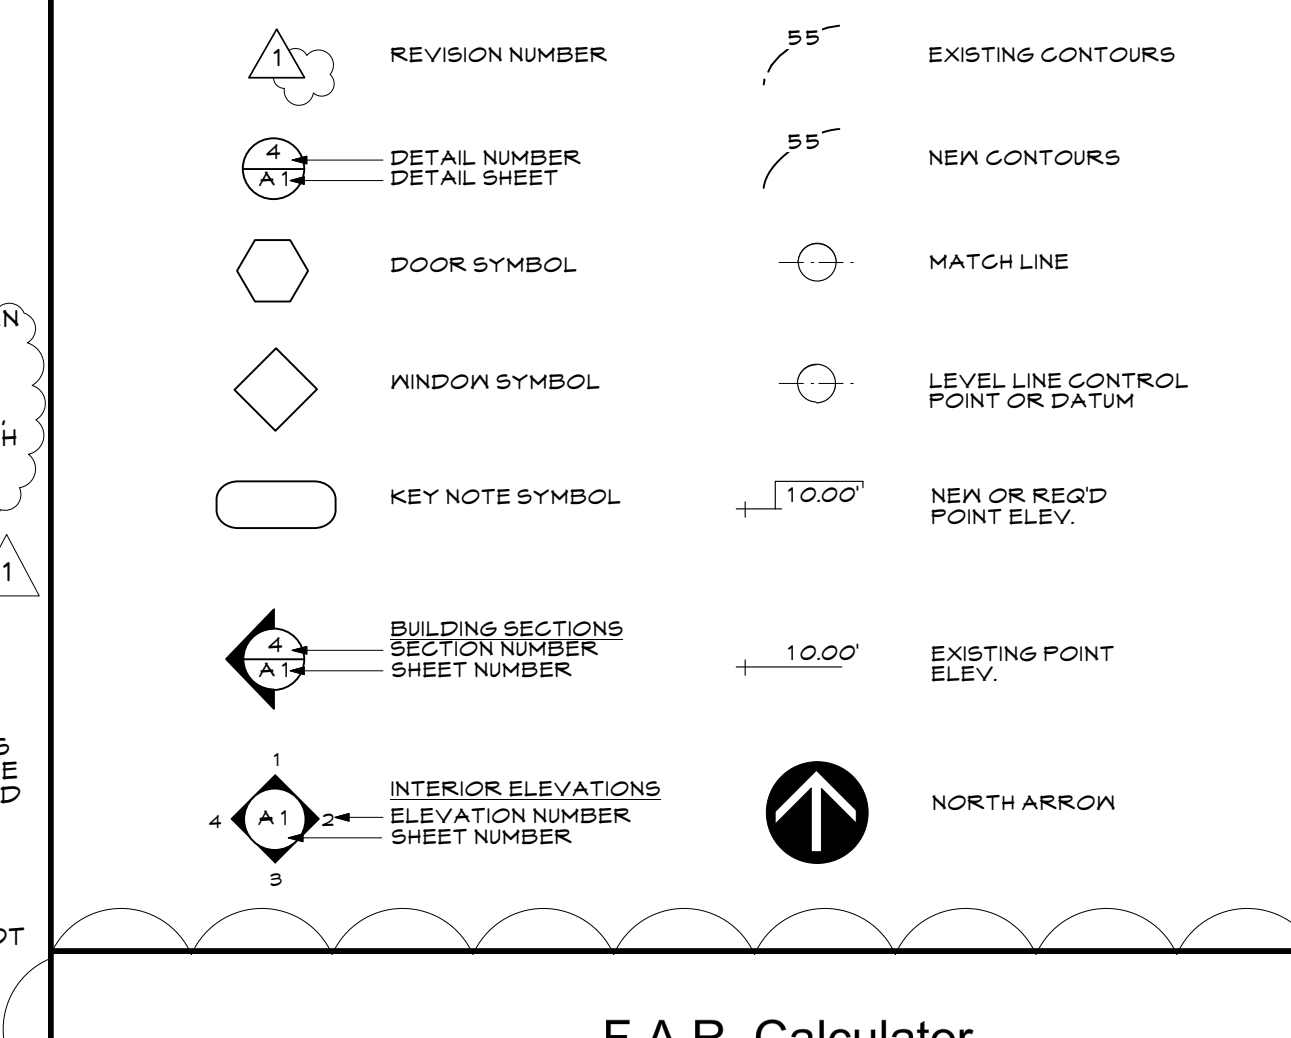 1
REVISION NUMBER
4
A1
DETAIL NUMBER
DETAIL SHEET
DOOR SYMBOL
WINDOW SYMBOL
KEY NOTE SYMBOL
4
A1
BUILDING SECTIONS
SECTION NUMBER
SHEET NUMBER
1
4
A1
2
3
INTERIOR ELEVATIONS
ELEVATION NUMBER
SHEET NUMBER
55
EXISTING CONTOURS
55
NEW CONTOURS
MATCH LINE
LEVEL LINE CONTROL
POINT OR DATUM
10.00'
NEW OR REQ'D
POINT ELEV.
10.00'
EXISTING POINT
ELEV.
NORTH ARROW
N
H
1
S
E
D
OT
F.A.R. Calculator